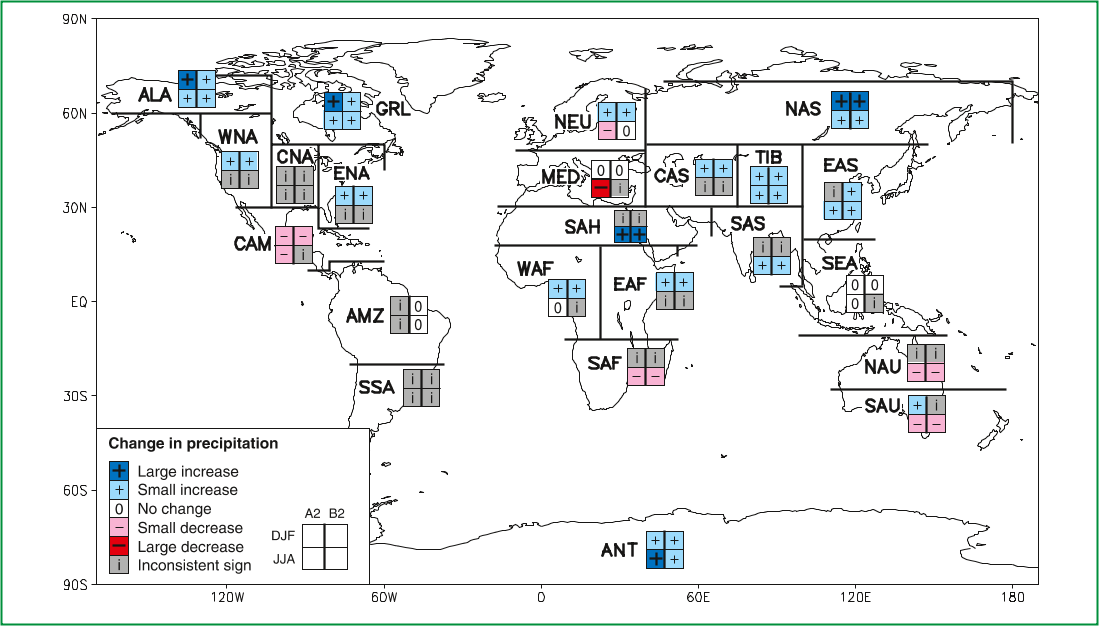 90N
60N
30N
EQ
30S
60S
90S
120W 60W 0 60E 120E 180
ALA + + + +
GRL + + + +
NEU + + − 0
NAS + + + +
WNA + + i i
CNA i i i i
ENA + + i i
MED 0 0 − i
CAS + + i i
TIB + + + +
EAS i + + +
CAM − − − i
SAH i i + +
SAS i i + +
SEA 0 0 0 i
WAF + + 0 i
EAF + + i i
AMZ i 0 i 0
SSA i i i i
SAF i i − −
NAU i i − −
SAU + i − −
ANT + + + +
Change in precipitation
+ Large increase
+ Small increase
0 No change
− Small decrease
− Large decrease
i Inconsistent sign
A2 B2
DJF
JJA